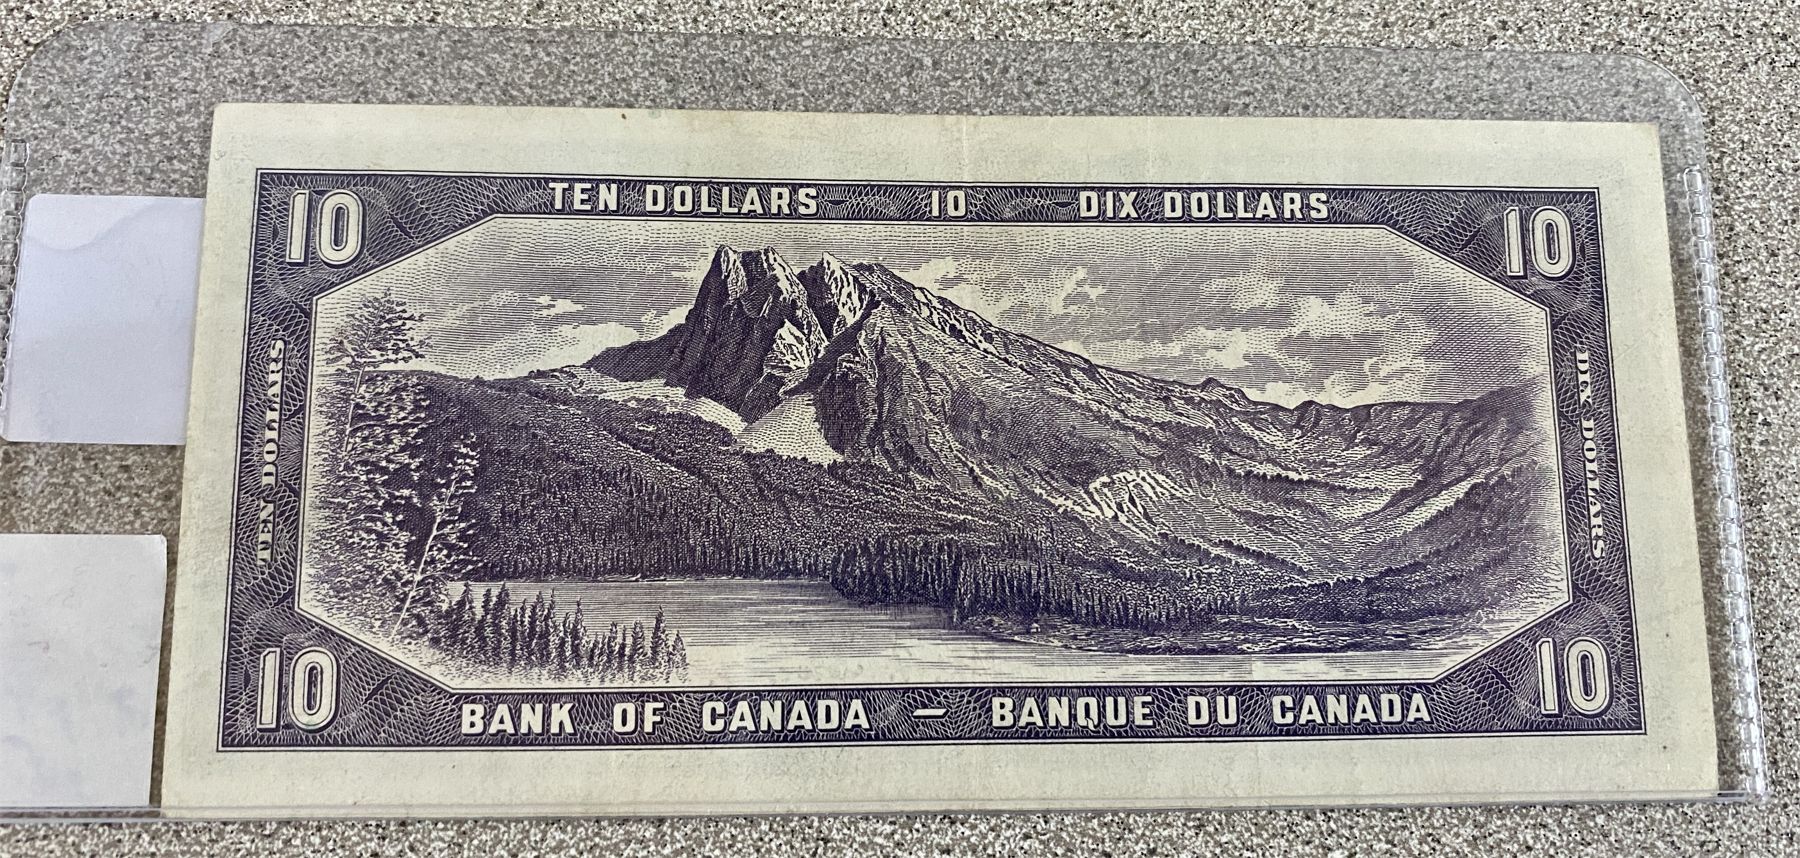 10 TEN DOLLARS 10 DIX DOLLARS 10
TEN DOLLARS
DIX DOLLARS
10 BANK OF CANADA — BANQUE DU CANADA 10